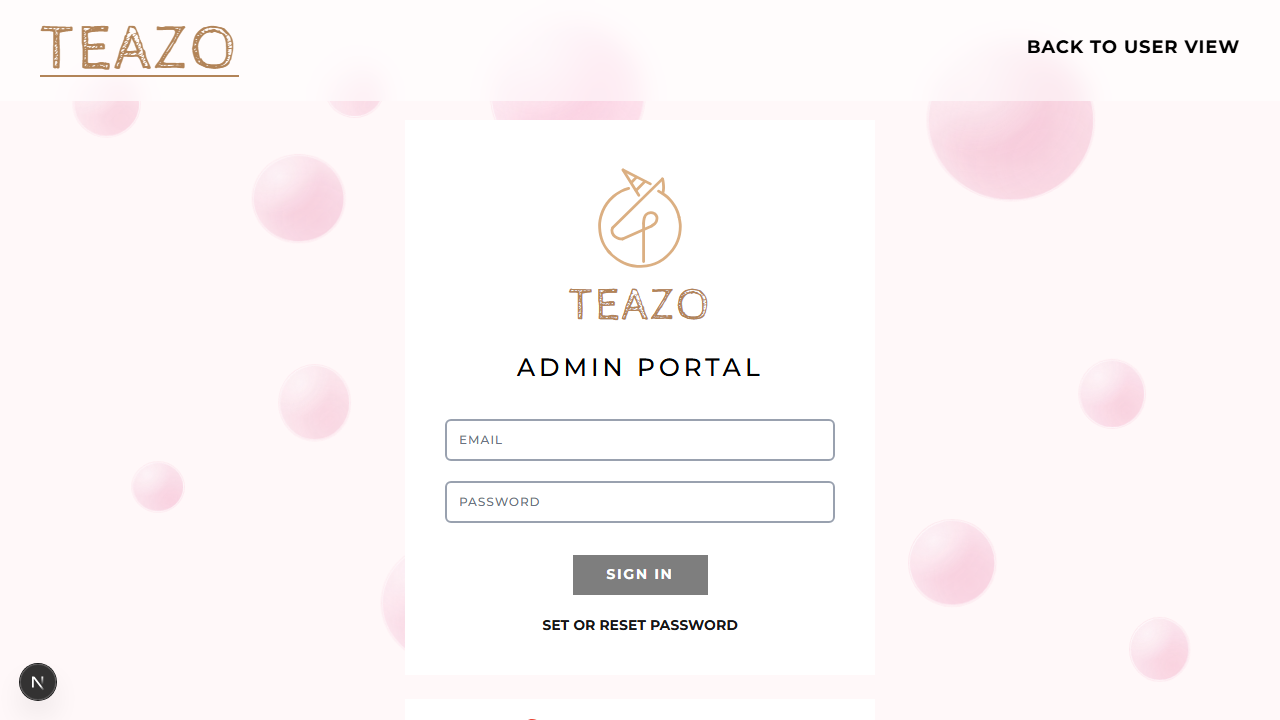 TEAZO
BACK TO USER VIEW
TEAZO
ADMIN PORTAL
EMAIL
PASSWORD
SIGN IN
SET OR RESET PASSWORD
N